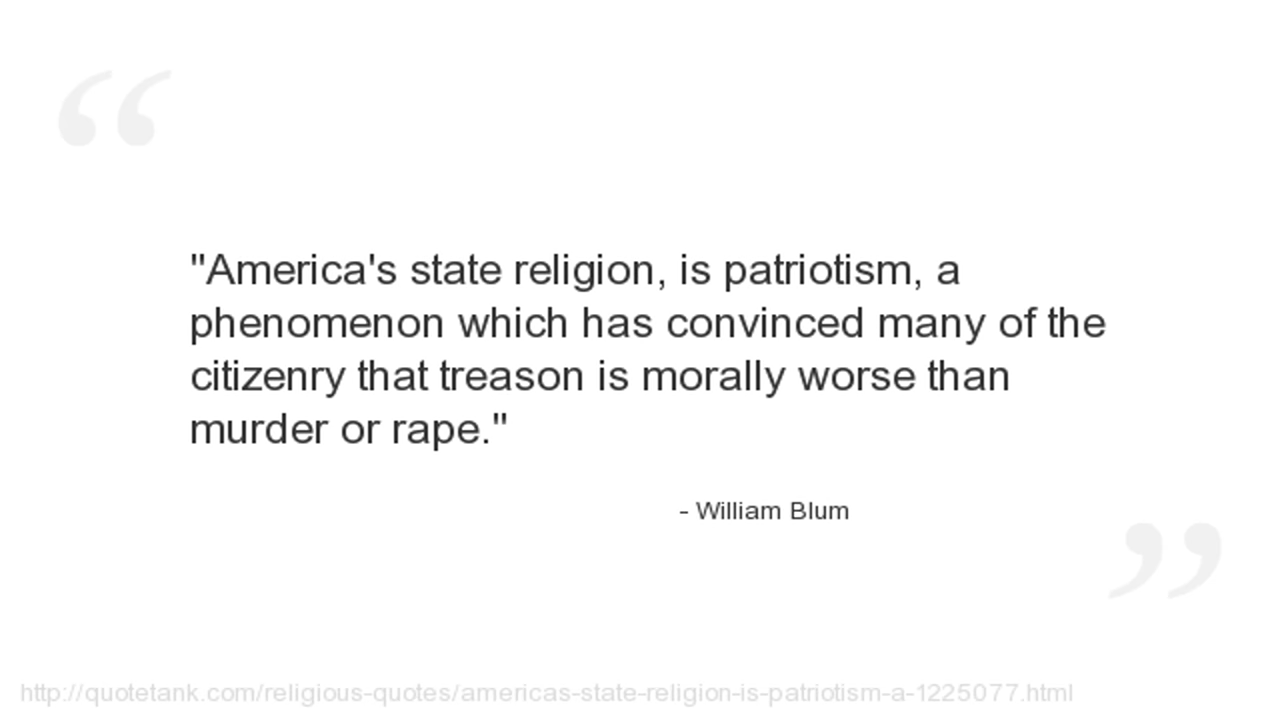 "America's state religion, is patriotism, a
phenomenon which has convinced many of the
citizenry that treason is morally worse than
murder or rape."
- William Blum
http://quotetank.com/religious-quotes/americas-state-religion-is-patriotism-a-1225077.html